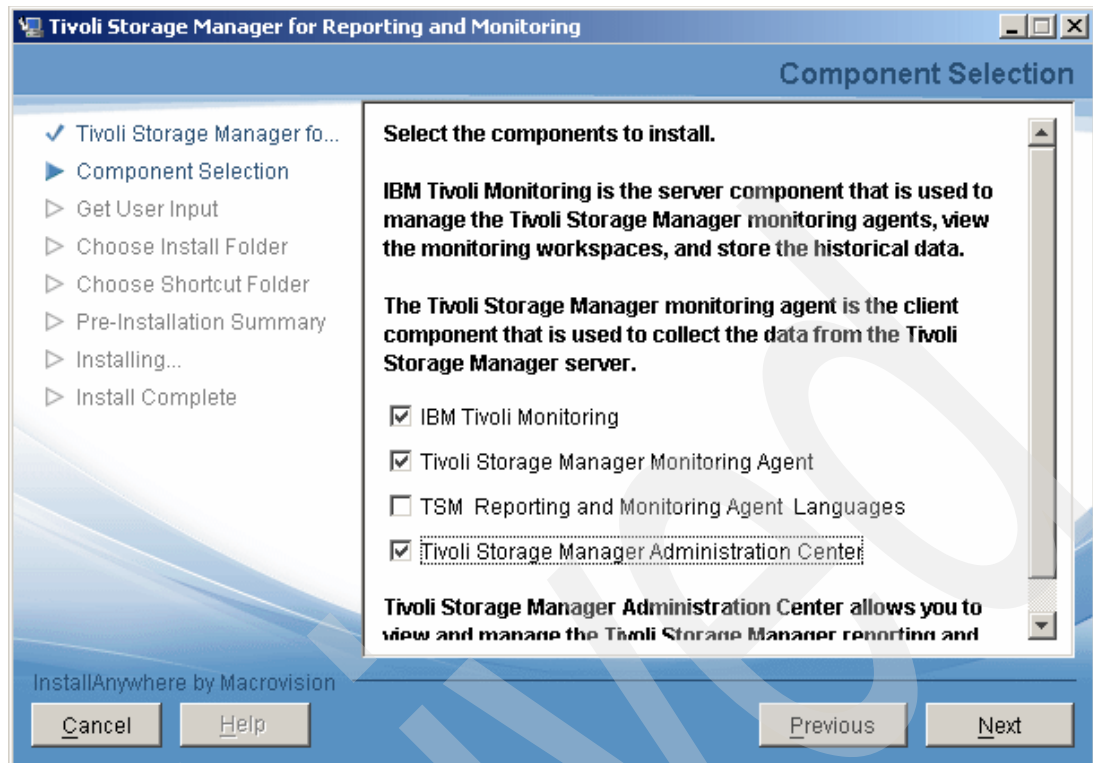 Tivoli Storage Manager for Reporting and Monitoring
Component Selection
Tivoli Storage Manager fo...
Component Selection
Get User Input
Choose Install Folder
Choose Shortcut Folder
Pre-Installation Summary
Installing...
Install Complete
Select the components to install.
IBM Tivoli Monitoring is the server component that is used to
manage the Tivoli Storage Manager monitoring agents, view
the monitoring workspaces, and store the historical data.
The Tivoli Storage Manager monitoring agent is the client
component that is used to collect the data from the Tivoli
Storage Manager server.
IBM Tivoli Monitoring
Tivoli Storage Manager Monitoring Agent
TSM Reporting and Monitoring Agent Languages
Tivoli Storage Manager Administration Center
Tivoli Storage Manager Administration Center allows you to
view and manage the Tivoli Storage Manager reporting and
InstallAnywhere by Macrovision
Cancel
Help
Previous
Next